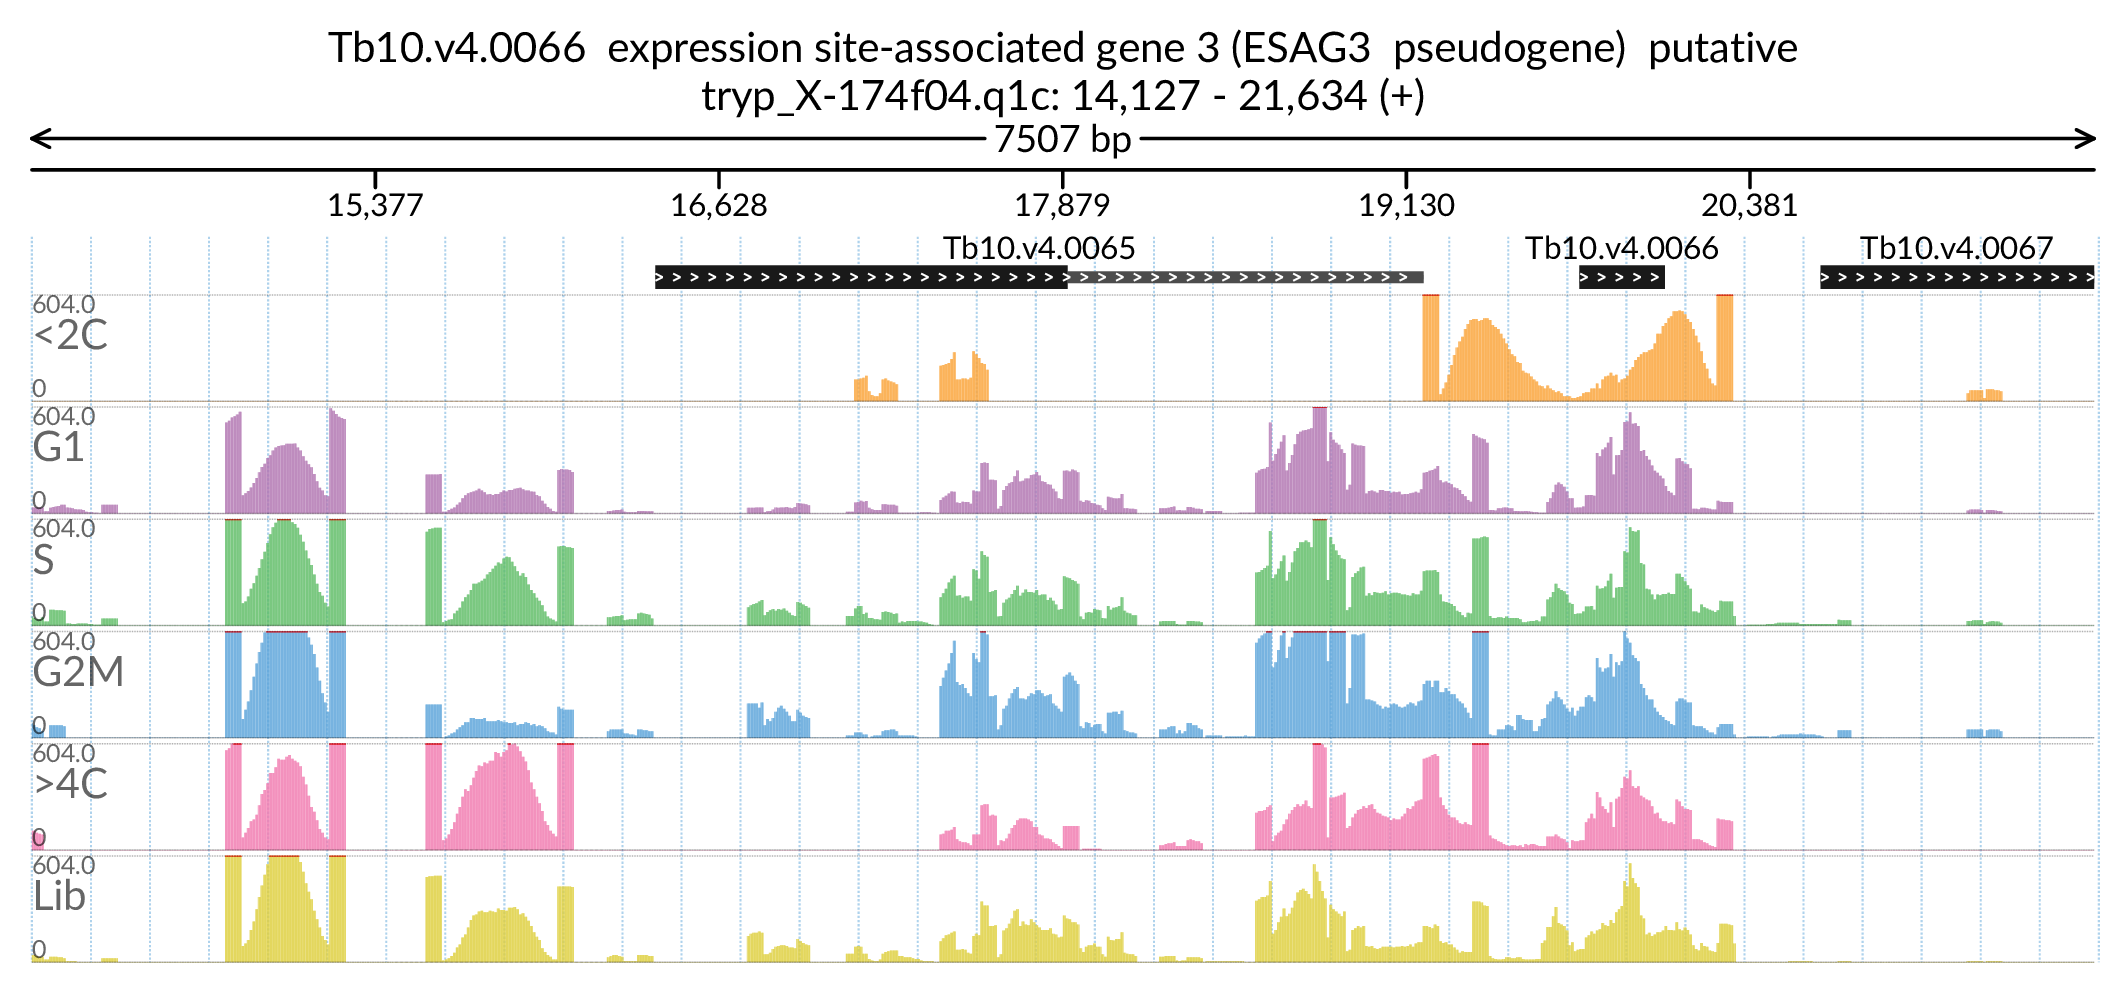 Tb10.v4.0066  expression site-associated gene 3 (ESAG3  pseudogene)  putative
tryp_X-174f04.q1c: 14,127 - 21,634 (+)
7507 bp
15,377 16,628 17,879 19,130 20,381
Tb10.v4.0065 Tb10.v4.0066 Tb10.v4.0067
604.0
<2C
0
604.0
G1
0
604.0
S
0
604.0
G2M
0
604.0
>4C
0
604.0
Lib
0